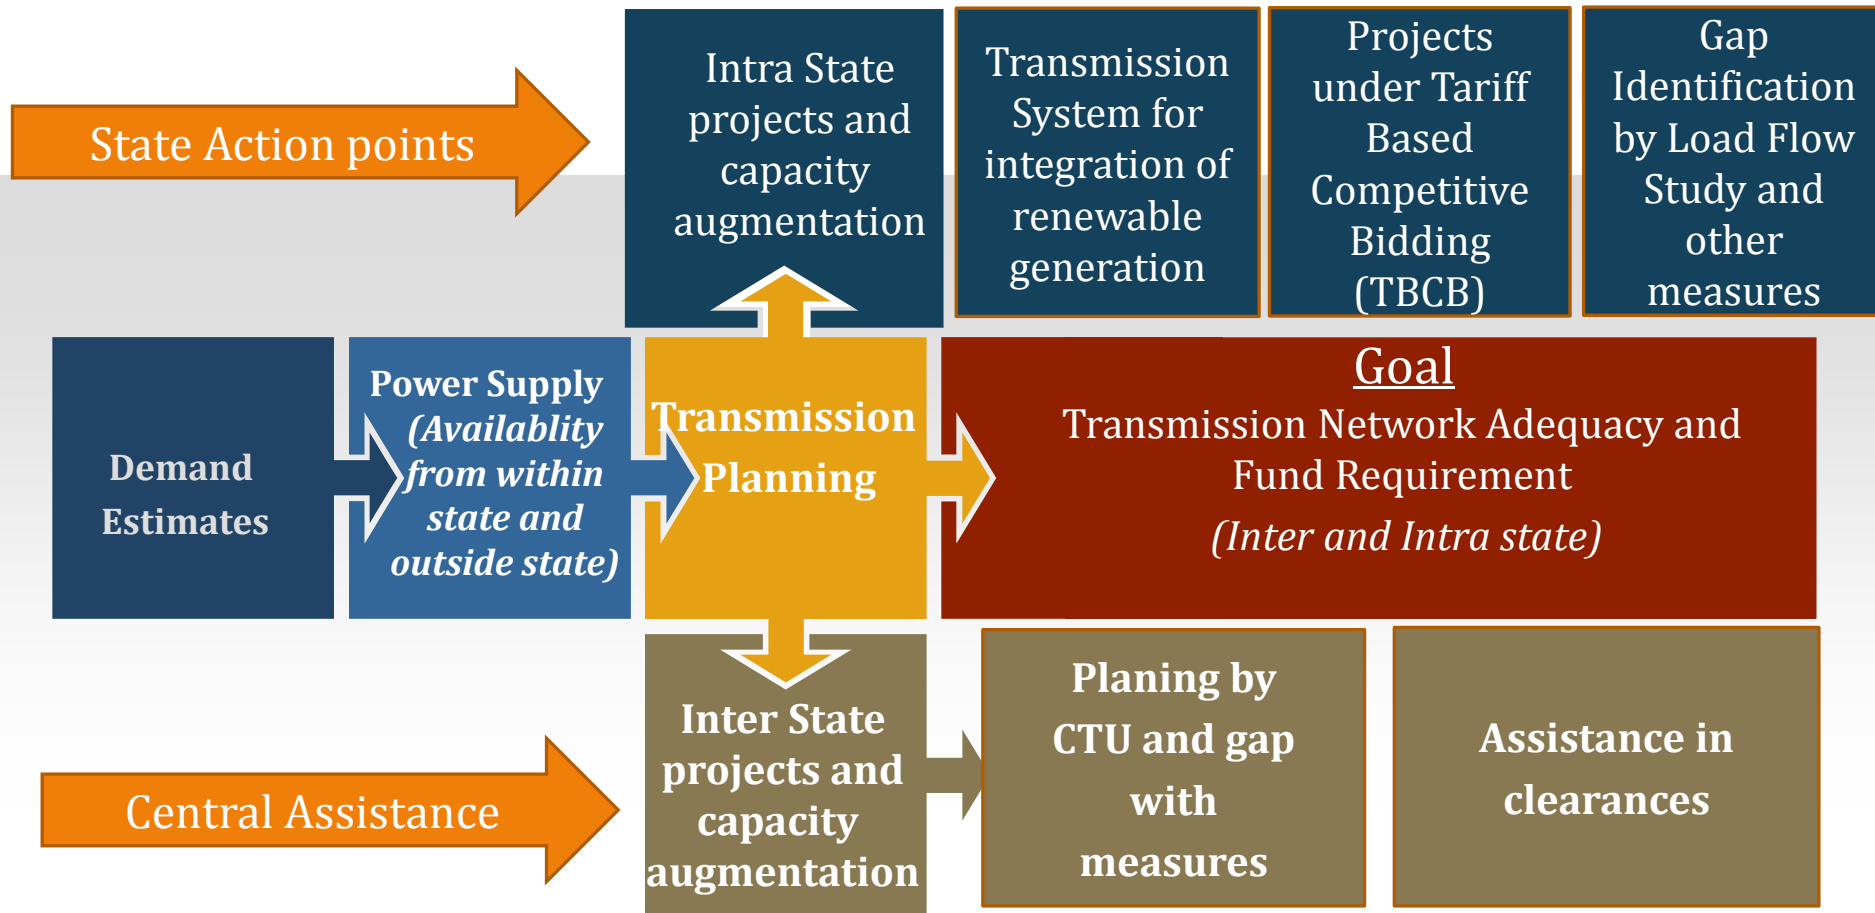 State Action points
Intra State
projects and
capacity
augmentation
Transmission
System for
integration of
renewable
generation
Projects
under Tariff
Based
Competitive
Bidding
(TBCB)
Gap
Identification
by Load Flow
Study and
other
measures
Demand
Estimates
Power Supply
(Availablity
from within
state and
outside state)
Transmission
Planning
Goal
Transmission Network Adequacy and
Fund Requirement
(Inter and Intra state)
Central Assistance
Inter State
projects and
capacity
augmentation
Planing by
CTU and gap
with
measures
Assistance in
clearances